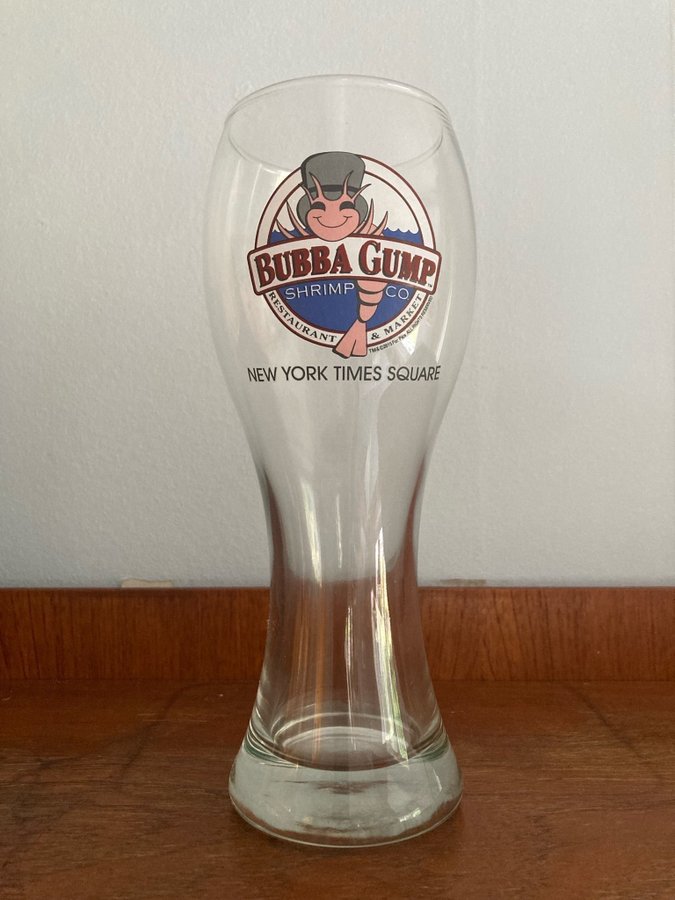 BUBBA GUMP
SHRIMP CO
RESTAURANT & MARKET
NEW YORK TIMES SQUARE